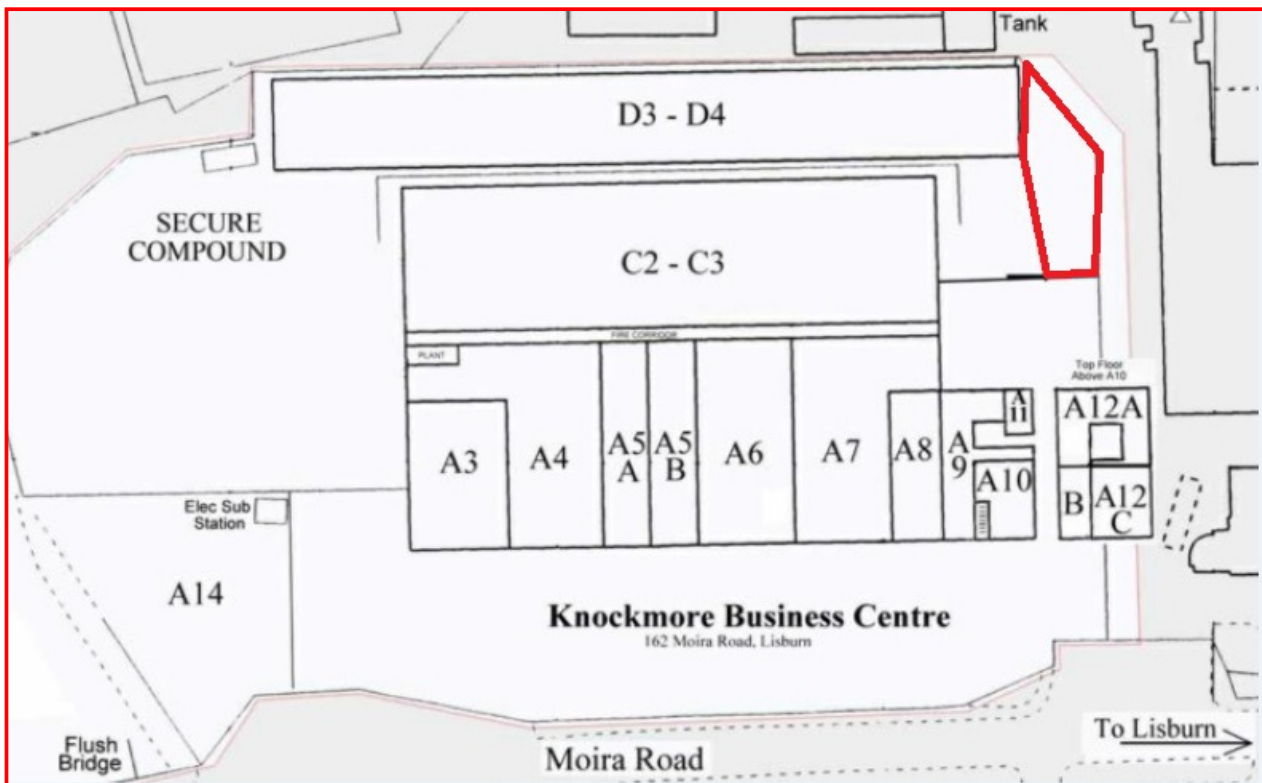 Tank
D3 - D4
SECURE
COMPOUND
C2 - C3
FIRE CORRIDOR
PLANT
Top Floor
Above A10
A3
A4
A5
A
A5
B
A6
A7
A8
A
9
A
11
A10
A12A
B
A12
C
Elec Sub
Station
A14
Knockmore Business Centre
162 Moira Road, Lisburn
Flush
Bridge
Moira Road
To Lisburn